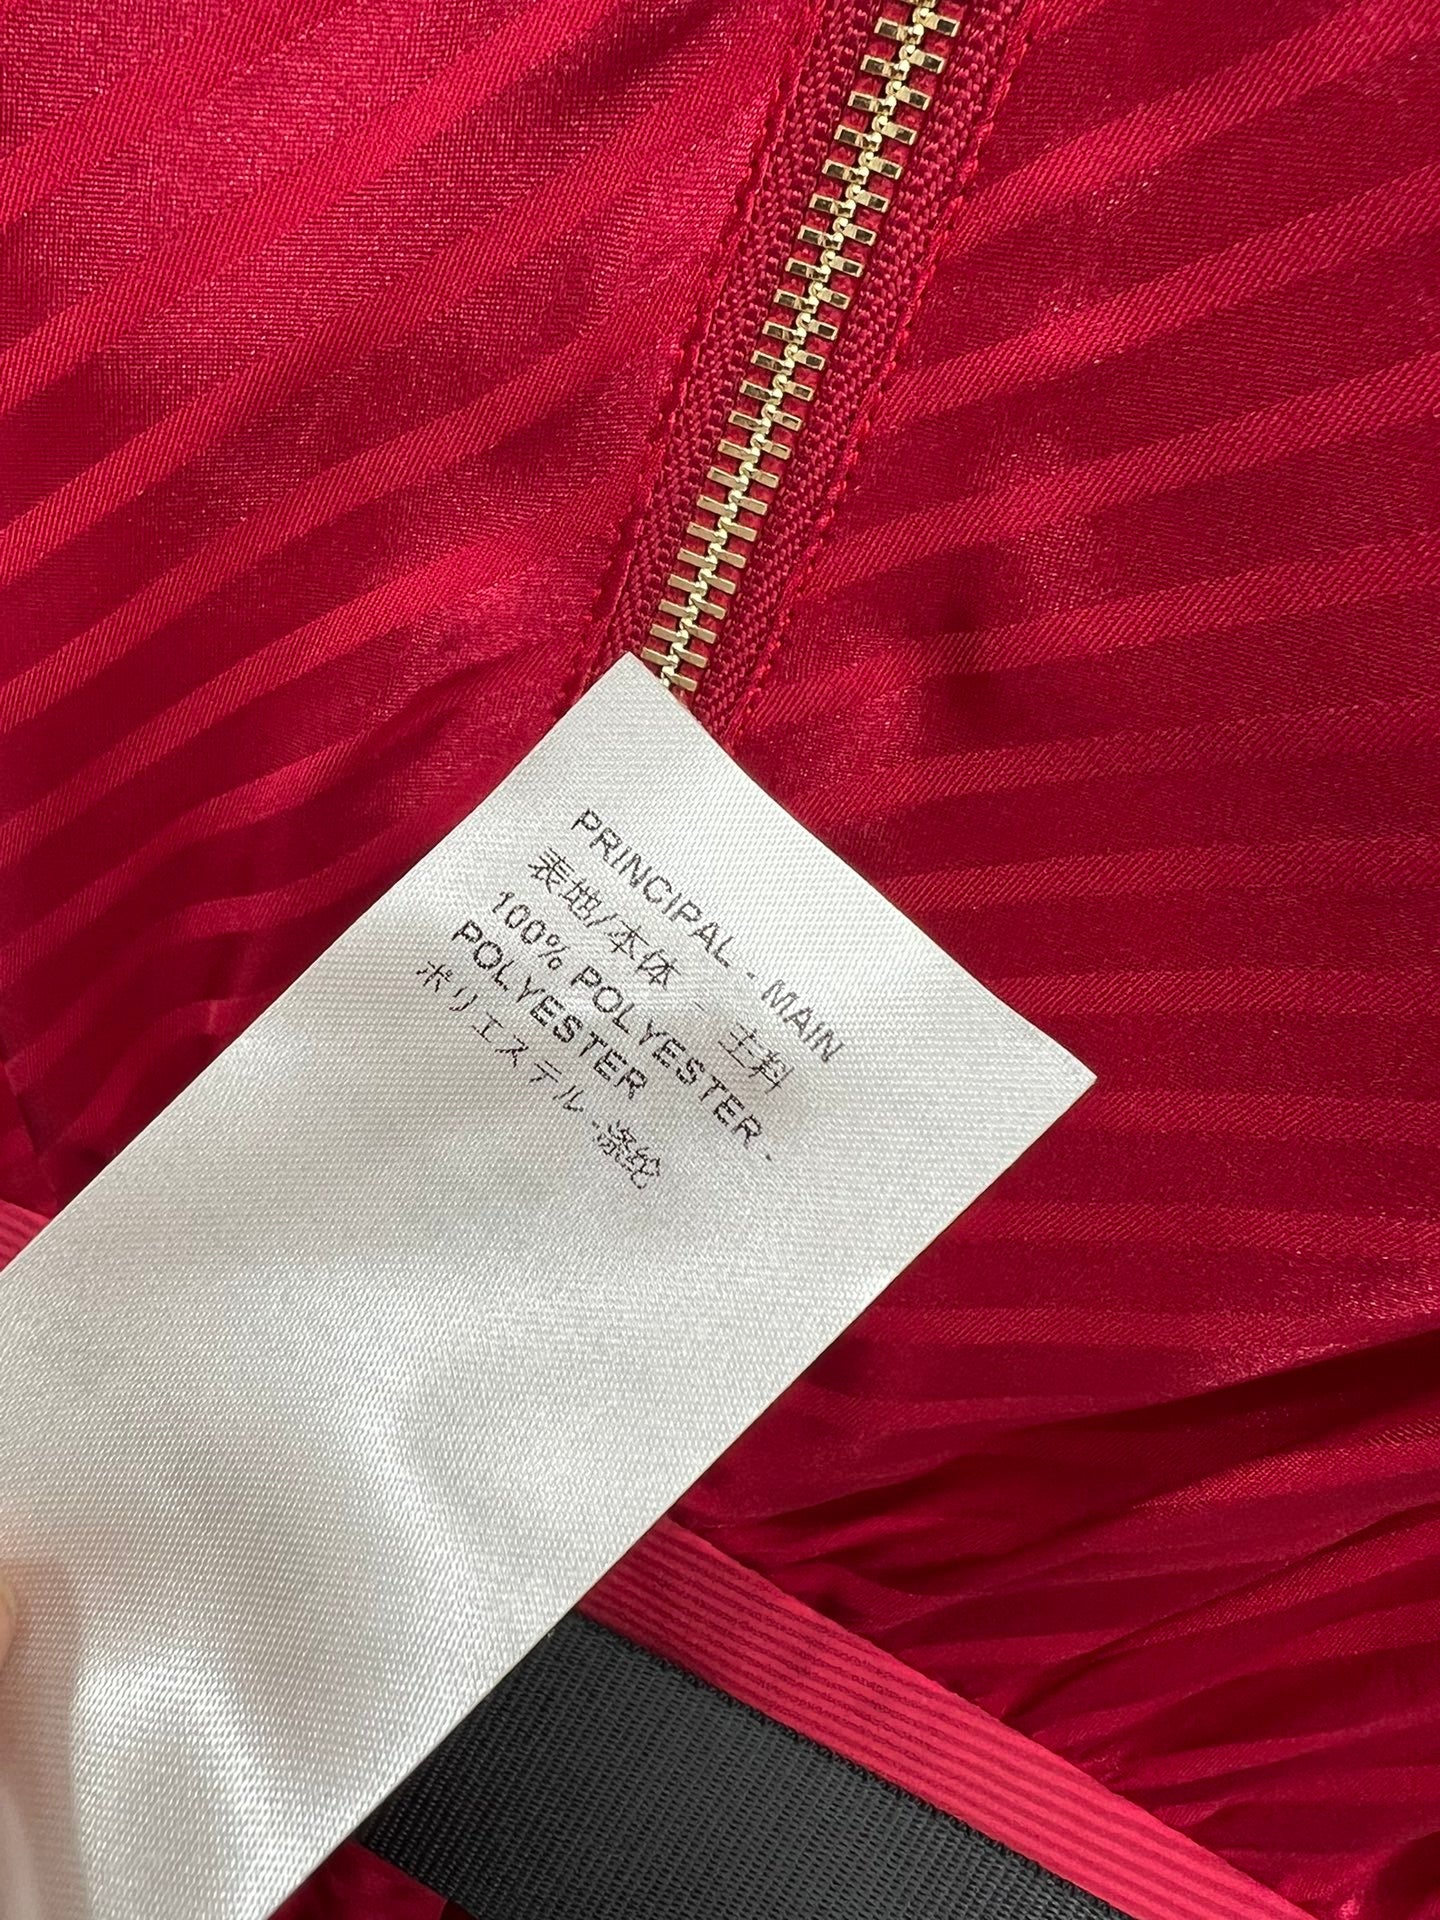 PRINCIPAL - MAIN
表地/本体 - 主料
100% POLYESTER -
POLYESTER
ポリエステル - 涤纶